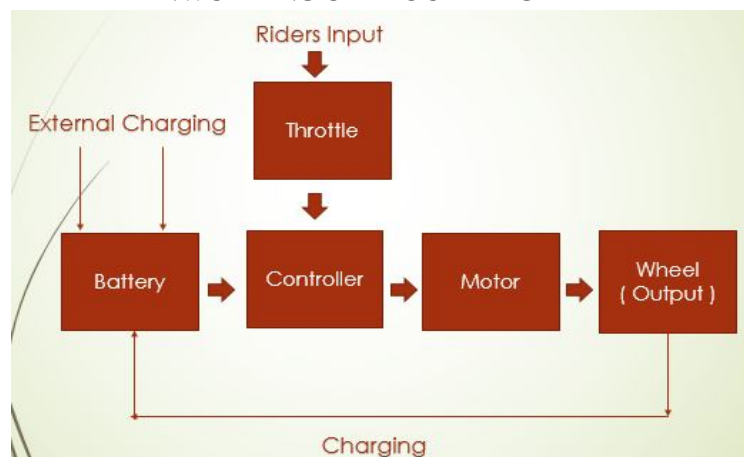 Riders Input
External Charging
Throttle
Battery
Controller
Motor
Wheel
( Output )
Charging